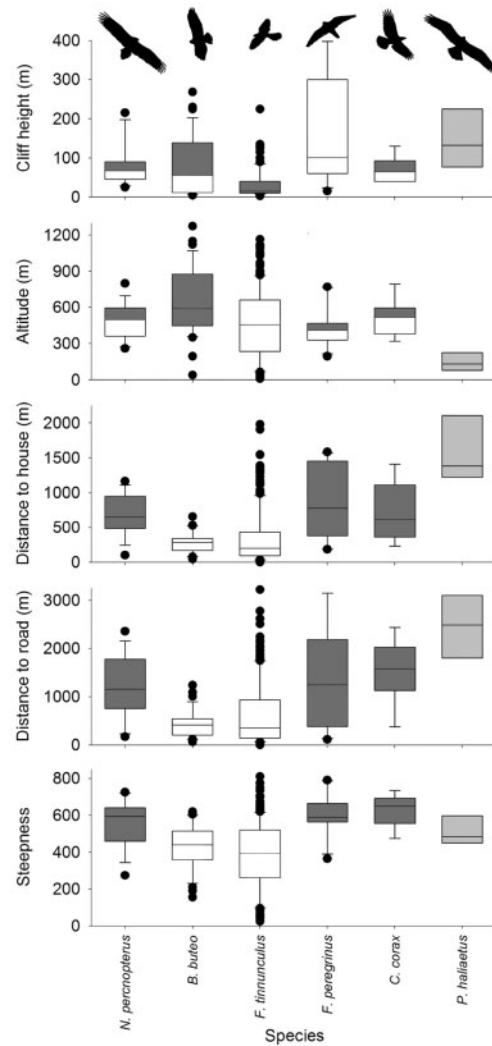 Cliff height (m)
400
300
200
100
0
Altitude (m)
1200
900
600
300
0
Distance to house (m)
2000
1500
1000
500
0
Distance to road (m)
3000
2000
1000
0
Steepness
800
600
400
200
0
N. percnopterus
B. buteo
F. tinnunculus
F. peregrinus
C. corax
P. haliaetus
Species